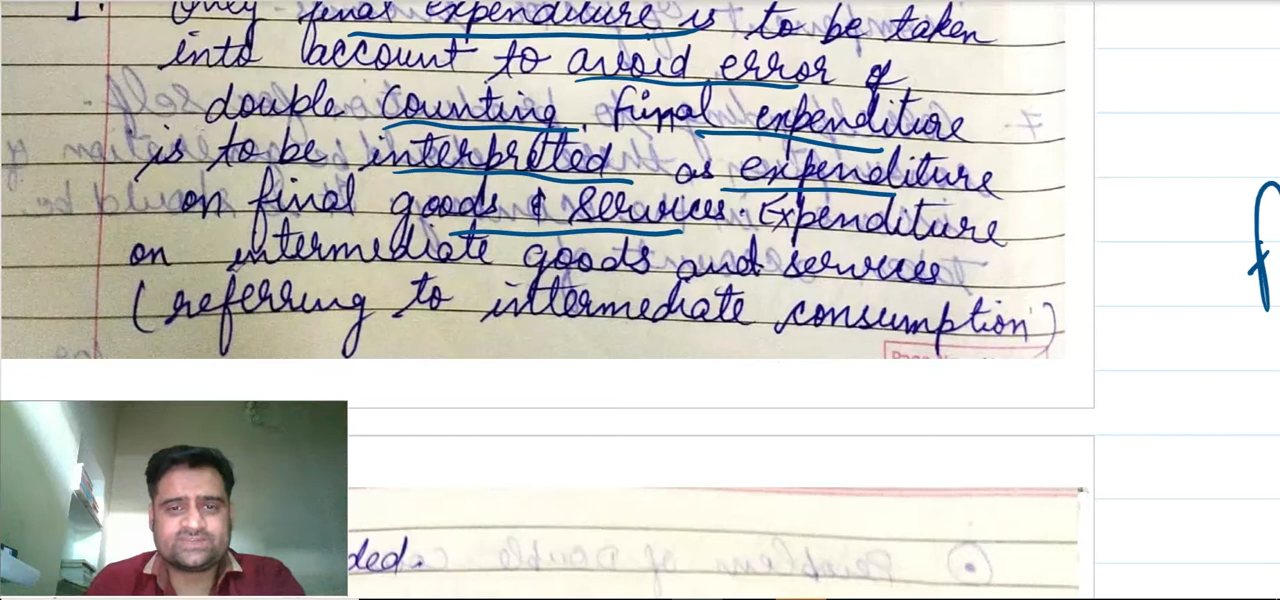 1. Only final expenditure is to be taken
into account to avoid error of
double counting. Final expenditure
is to be interpreted as expenditure
on final goods & services. Expenditure
on intermediate goods and services
(referring to intermediate consumption)
ded.
f